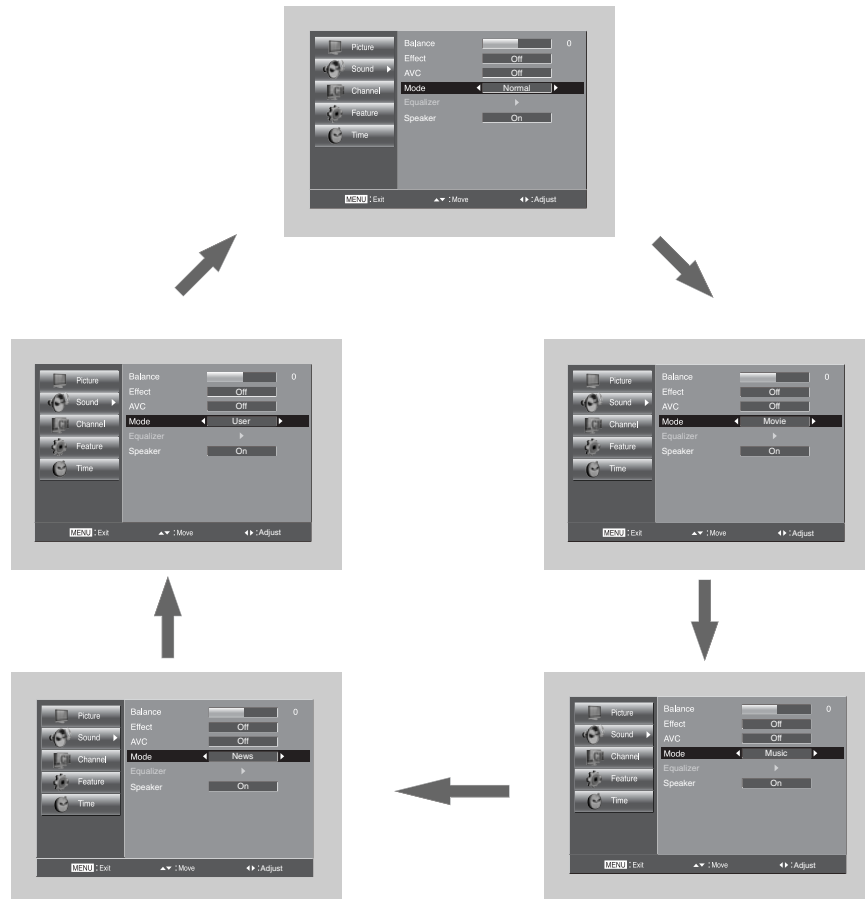 Picture
Sound
Channel
Feature
Time
Balance 0
Effect Off
AVC Off
Mode Normal
Equalizer
Speaker On
MENU : Exit : Move : Adjust
Picture
Sound
Channel
Feature
Time
Balance 0
Effect Off
AVC Off
Mode User
Equalizer
Speaker On
MENU : Exit : Move : Adjust
Picture
Sound
Channel
Feature
Time
Balance 0
Effect Off
AVC Off
Mode Movie
Equalizer
Speaker On
MENU : Exit : Move : Adjust
Picture
Sound
Channel
Feature
Time
Balance 0
Effect Off
AVC Off
Mode News
Equalizer
Speaker On
MENU : Exit : Move : Adjust
Picture
Sound
Channel
Feature
Time
Balance 0
Effect Off
AVC Off
Mode Music
Equalizer
Speaker On
MENU : Exit : Move : Adjust